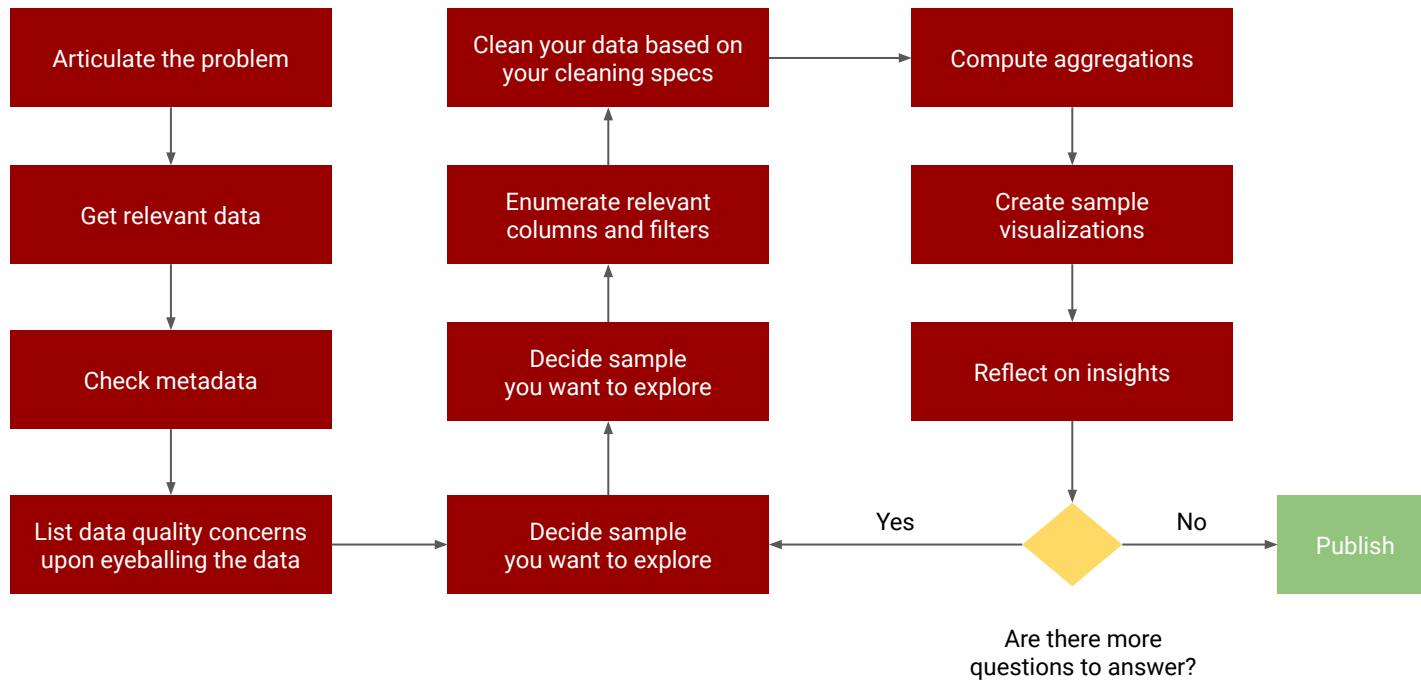 Articulate the problem
Get relevant data
Check metadata
List data quality concerns
upon eyeballing the data
Decide sample
you want to explore
Decide sample
you want to explore
Enumerate relevant
columns and filters
Clean your data based on
your cleaning specs
Compute aggregations
Create sample
visualizations
Reflect on insights
Are there more
questions to answer?
Yes
No
Publish